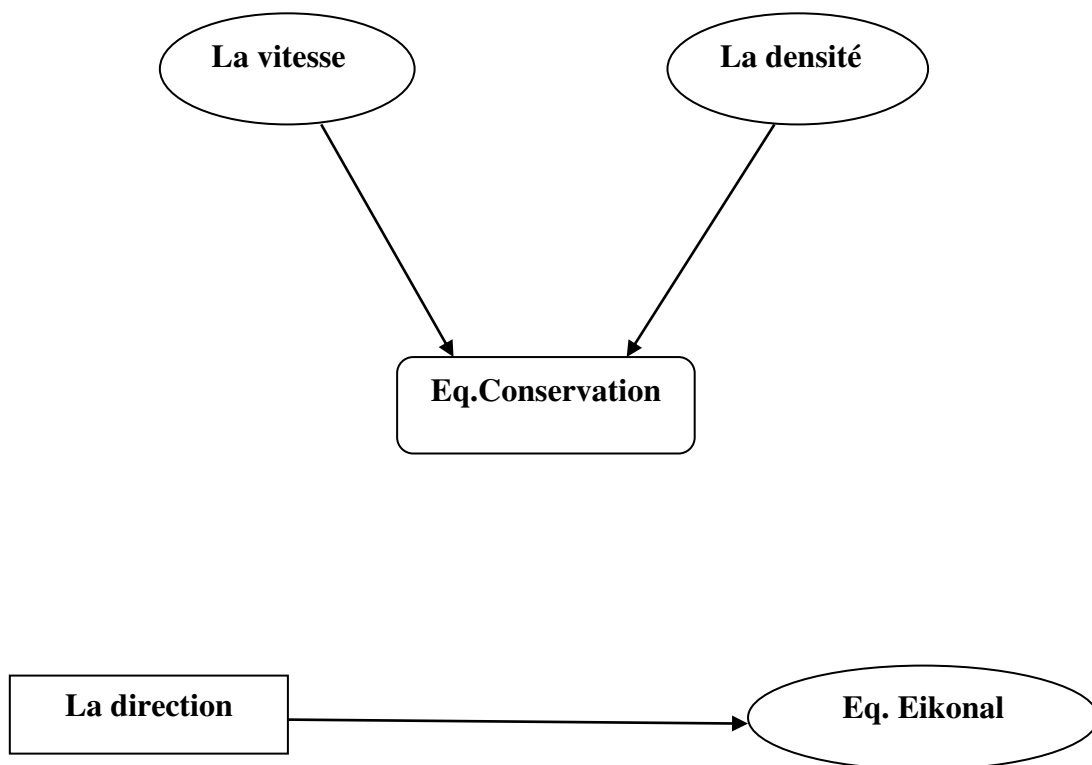 La vitesse
La densité
Eq.Conservation
La direction
Eq. Eikonal